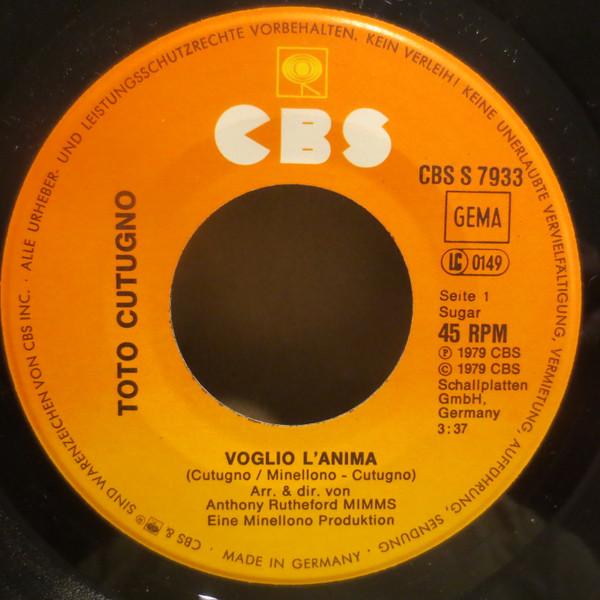 ALLE URHEBER- UND LEISTUNGSSCHUTZRECHTE VORBEHALTEN. KEIN VERLEIH! KEINE UNERLAUBTE VERVIELFÄLTIGUNG, VERMIETUNG, AUFFÜHRUNG, SENDUNG
CBS
CBS S 7933
GEMA
LC 0149
Seite 1
Sugar
45 RPM
Ⓟ 1979 CBS
© 1979 CBS
Schallplatten
GmbH,
Germany
3:37
TOTO CUTUGNO
VOGLIO L'ANIMA
(Cutugno / Minellono - Cutugno)
Arr. & dir. von
Anthony Rutheford MIMMS
Eine Minellono Produktion
CBS & ® SIND WARENZEICHEN VON CBS INC. ·
· MADE IN GERMANY ·